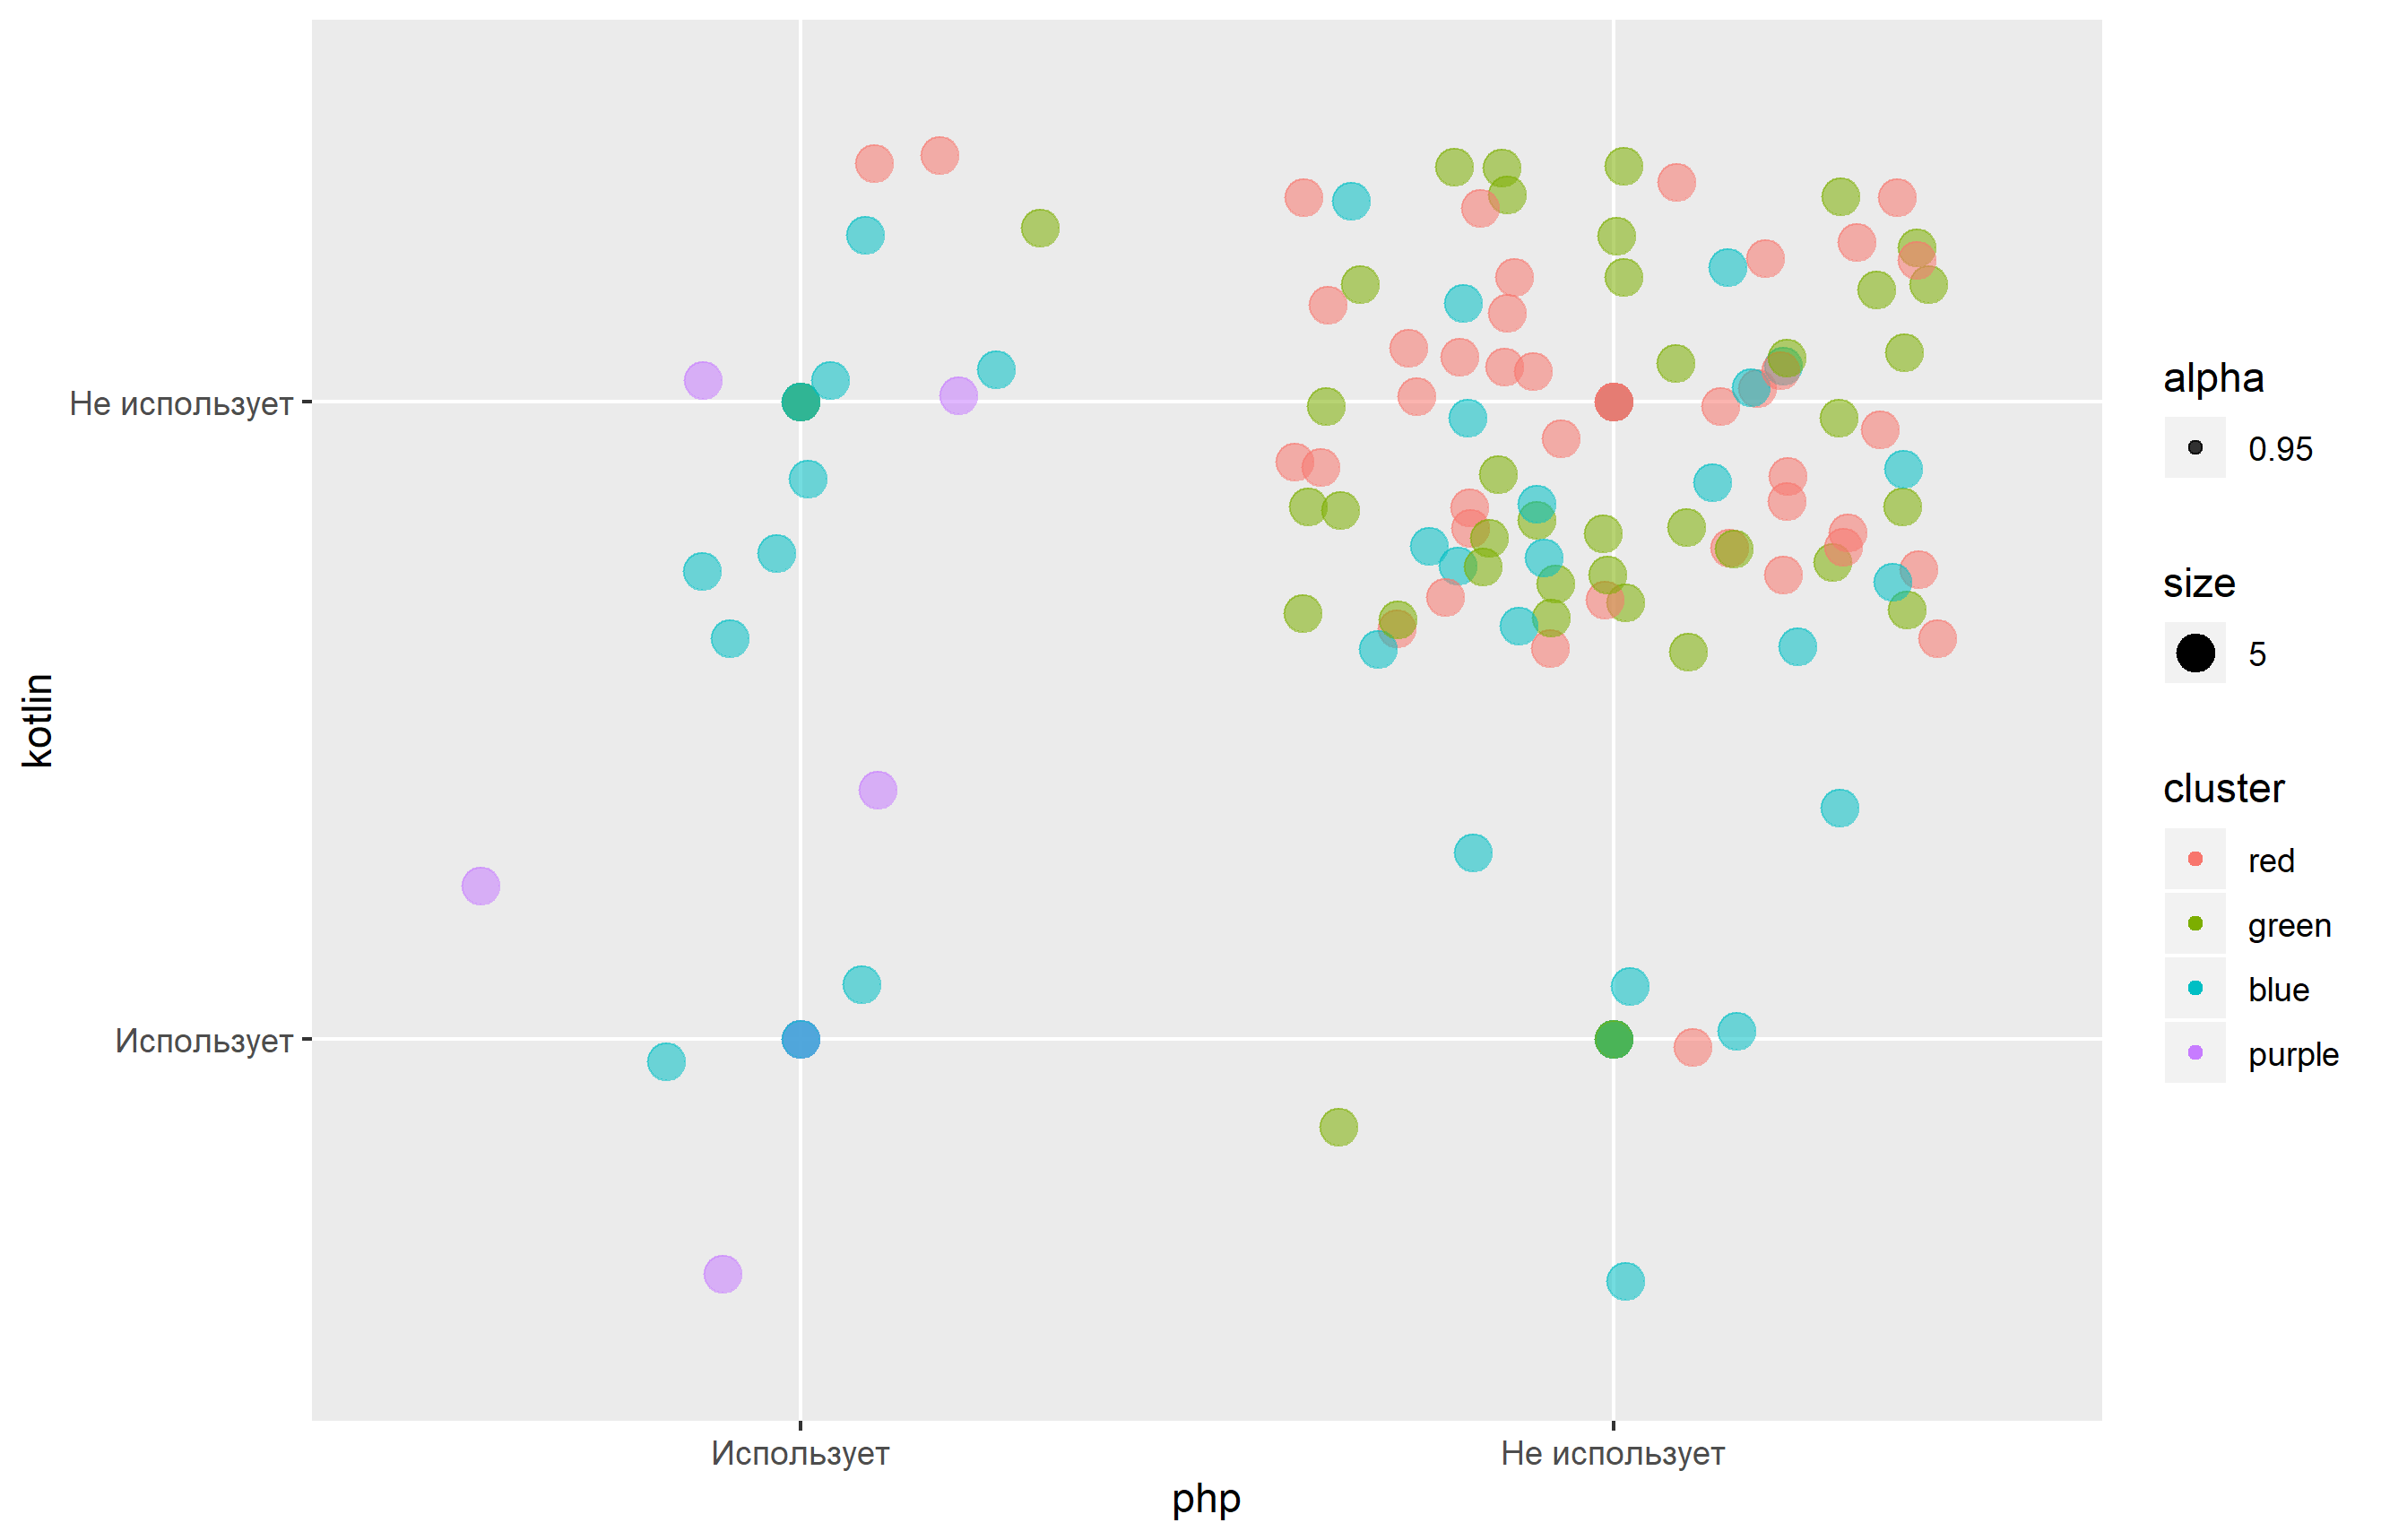 kotlin
Не использует
Использует
Использует
Не использует
php
alpha
0.95
size
5
cluster
red
green
blue
purple